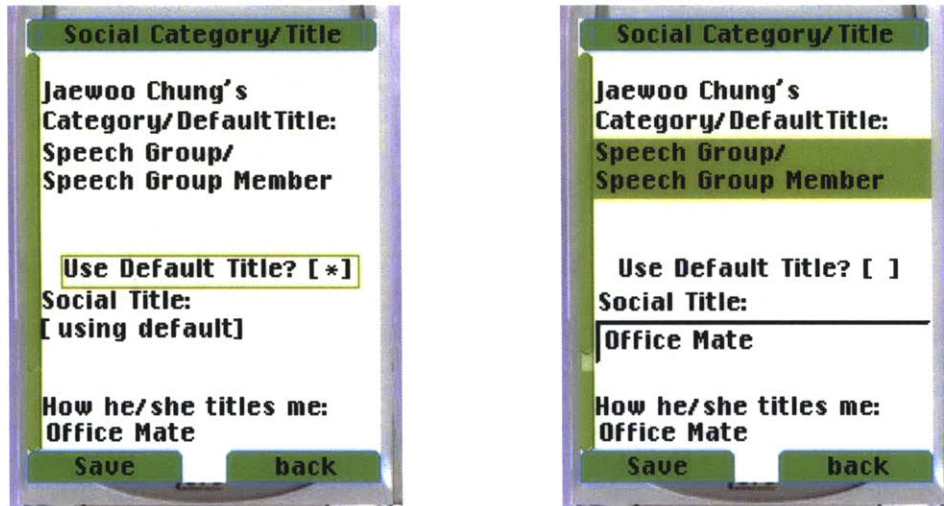 Social Category/Title
Jaewoo Chung's
Category/DefaultTitle:
Speech Group/
Speech Group Member
Use Default Title? [*]
Social Title:
[using default]
How he/she titles me:
Office Mate
Save back
Social Category/Title
Jaewoo Chung's
Category/DefaultTitle:
Speech Group/
Speech Group Member
Use Default Title? [ ]
Social Title:
Office Mate
How he/she titles me:
Office Mate
Save back